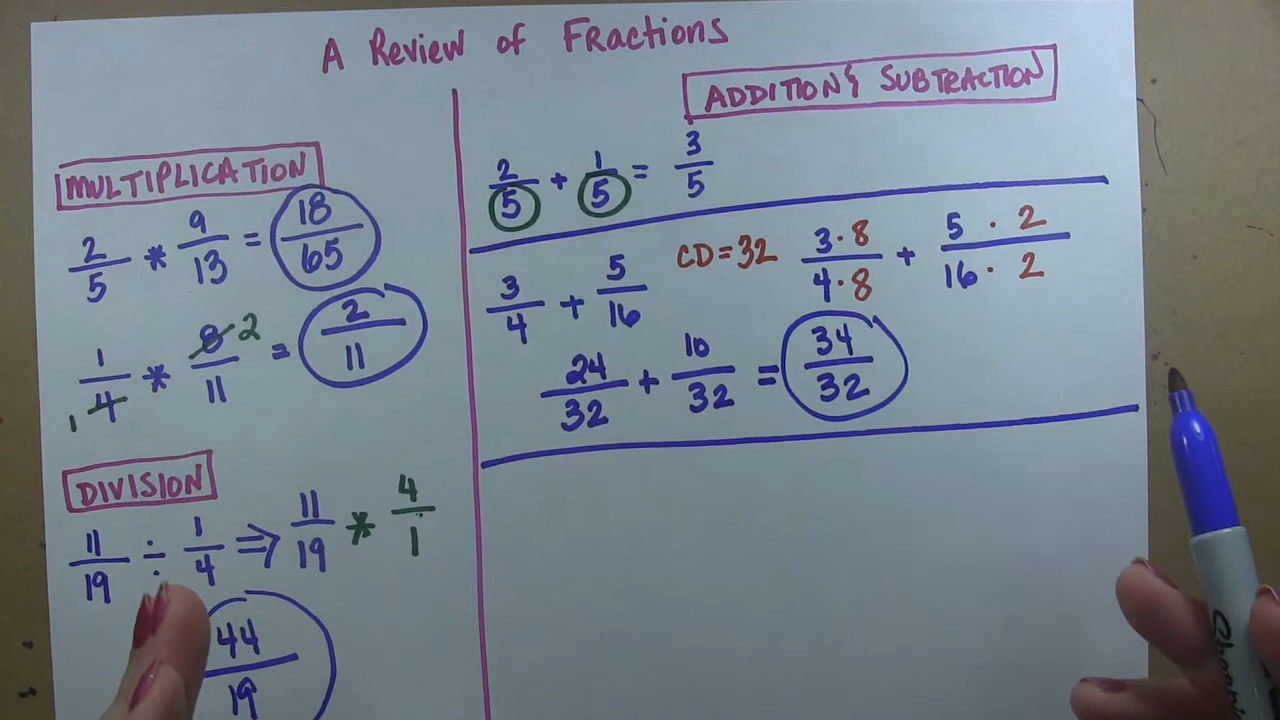 A Review of Fractions
MULTIPLICATION
2/5 * 9/13 = 18/65
1/4 1 * 8/11 2 = 2/11
DIVISION
11/19 ÷ 1/4 ⇒ 11/19 * 4/1
44/19
ADDITION & SUBTRACTION
2/5 + 1/5 = 3/5
3/4 + 5/16 CD=32 3·8/4·8 + 5·2/16·2
24/32 + 10/32 = 34/32